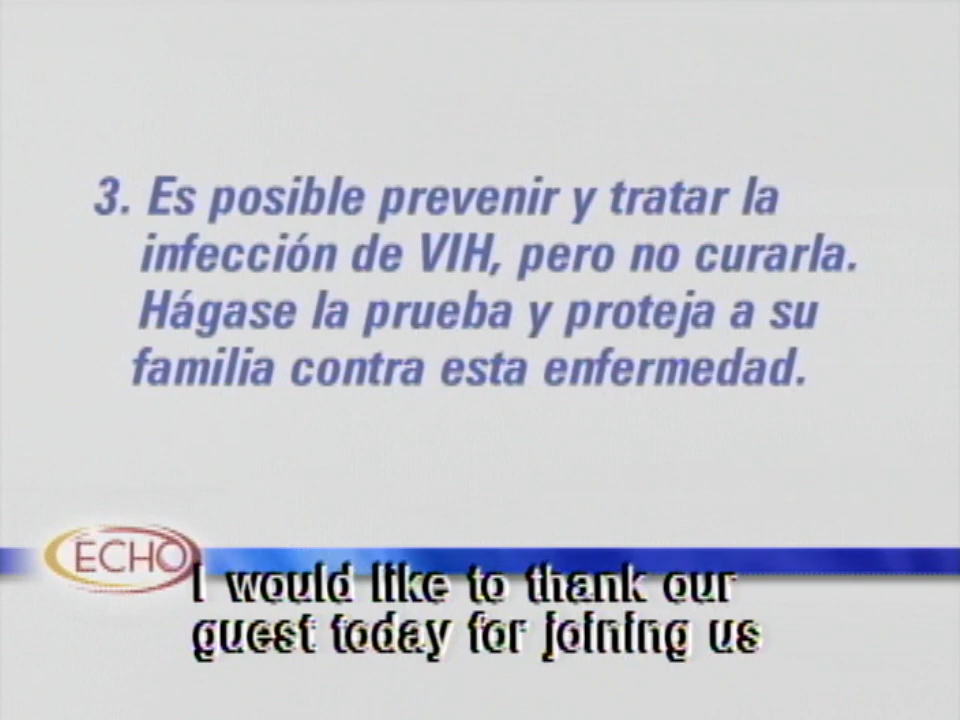 3. Es posible prevenir y tratar la
infección de VIH, pero no curarla.
Hágase la prueba y proteja a su
familia contra esta enfermedad.
ECHO
I would like to thank our
guest today for joining us